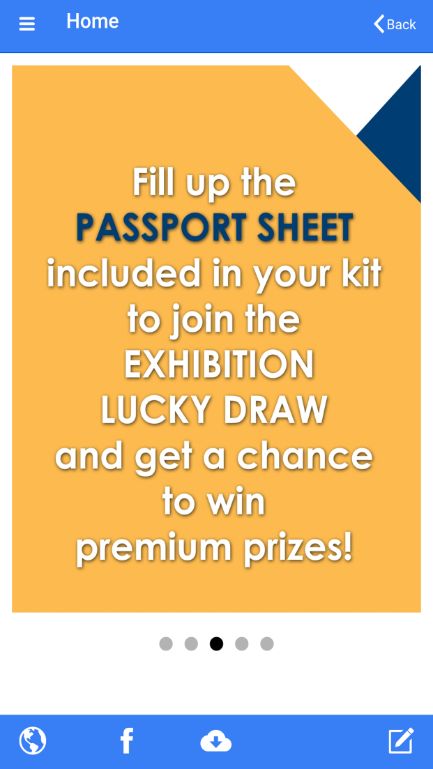 Home
Back
Fill up the
PASSPORT SHEET
included in your kit
to join the
EXHIBITION
LUCKY DRAW
and get a chance
to win
premium prizes!